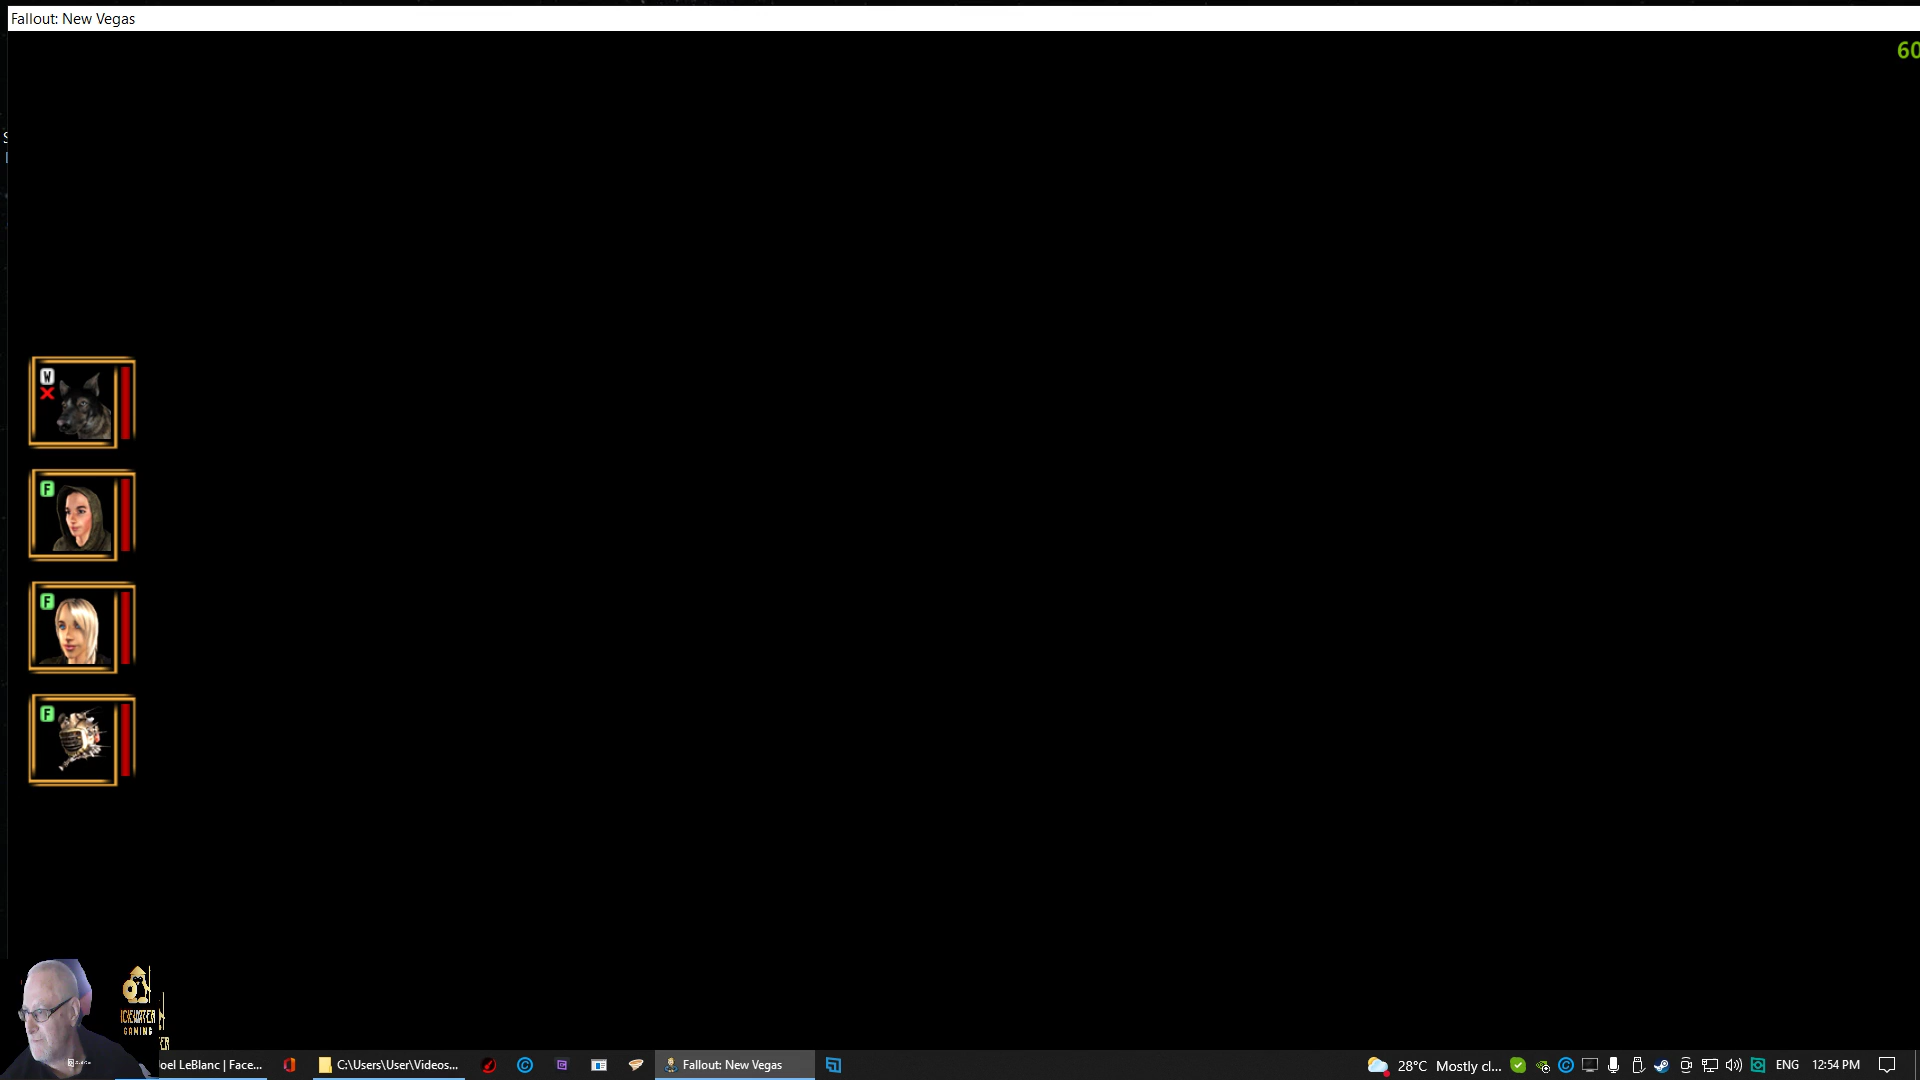 Fallout: New Vegas
60
W
F
F
F
GAMING
oel LeBlanc | Face...
C:\Users\User\Videos...
Fallout: New Vegas
28°C Mostly cl...
ENG
12:54 PM